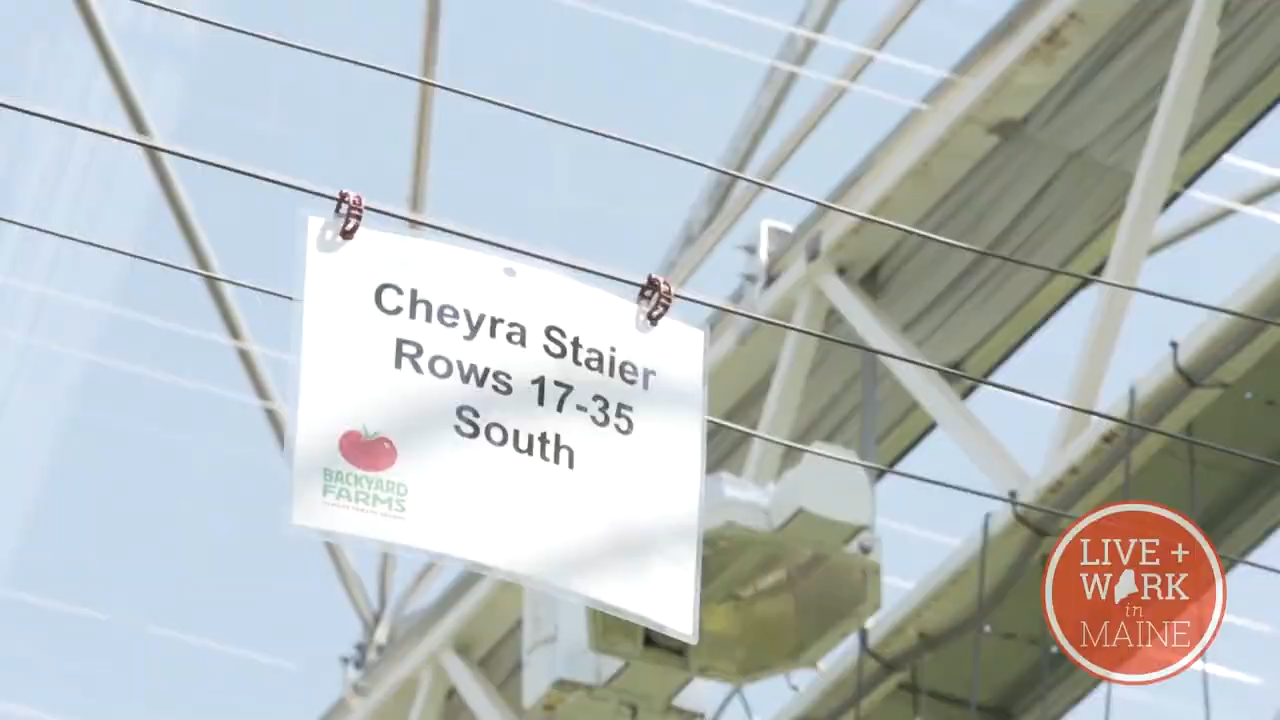 Cheyra Staier
Rows 17-35
South
BACKYARD
FARMS
LIVE +
WORK
in
MAINE